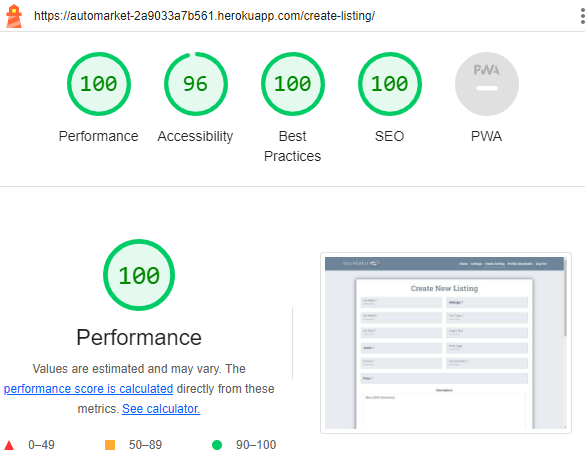 https://automarket-2a9033a7b561.herokuapp.com/create-listing/
100
96
100
100
PWA
Performance
Accessibility
Best
Practices
SEO
PWA
100
Performance
Values are estimated and may vary. The
performance score is calculated directly from these
metrics. See calculator.
0–49
50–89
90–100
Create New Listing